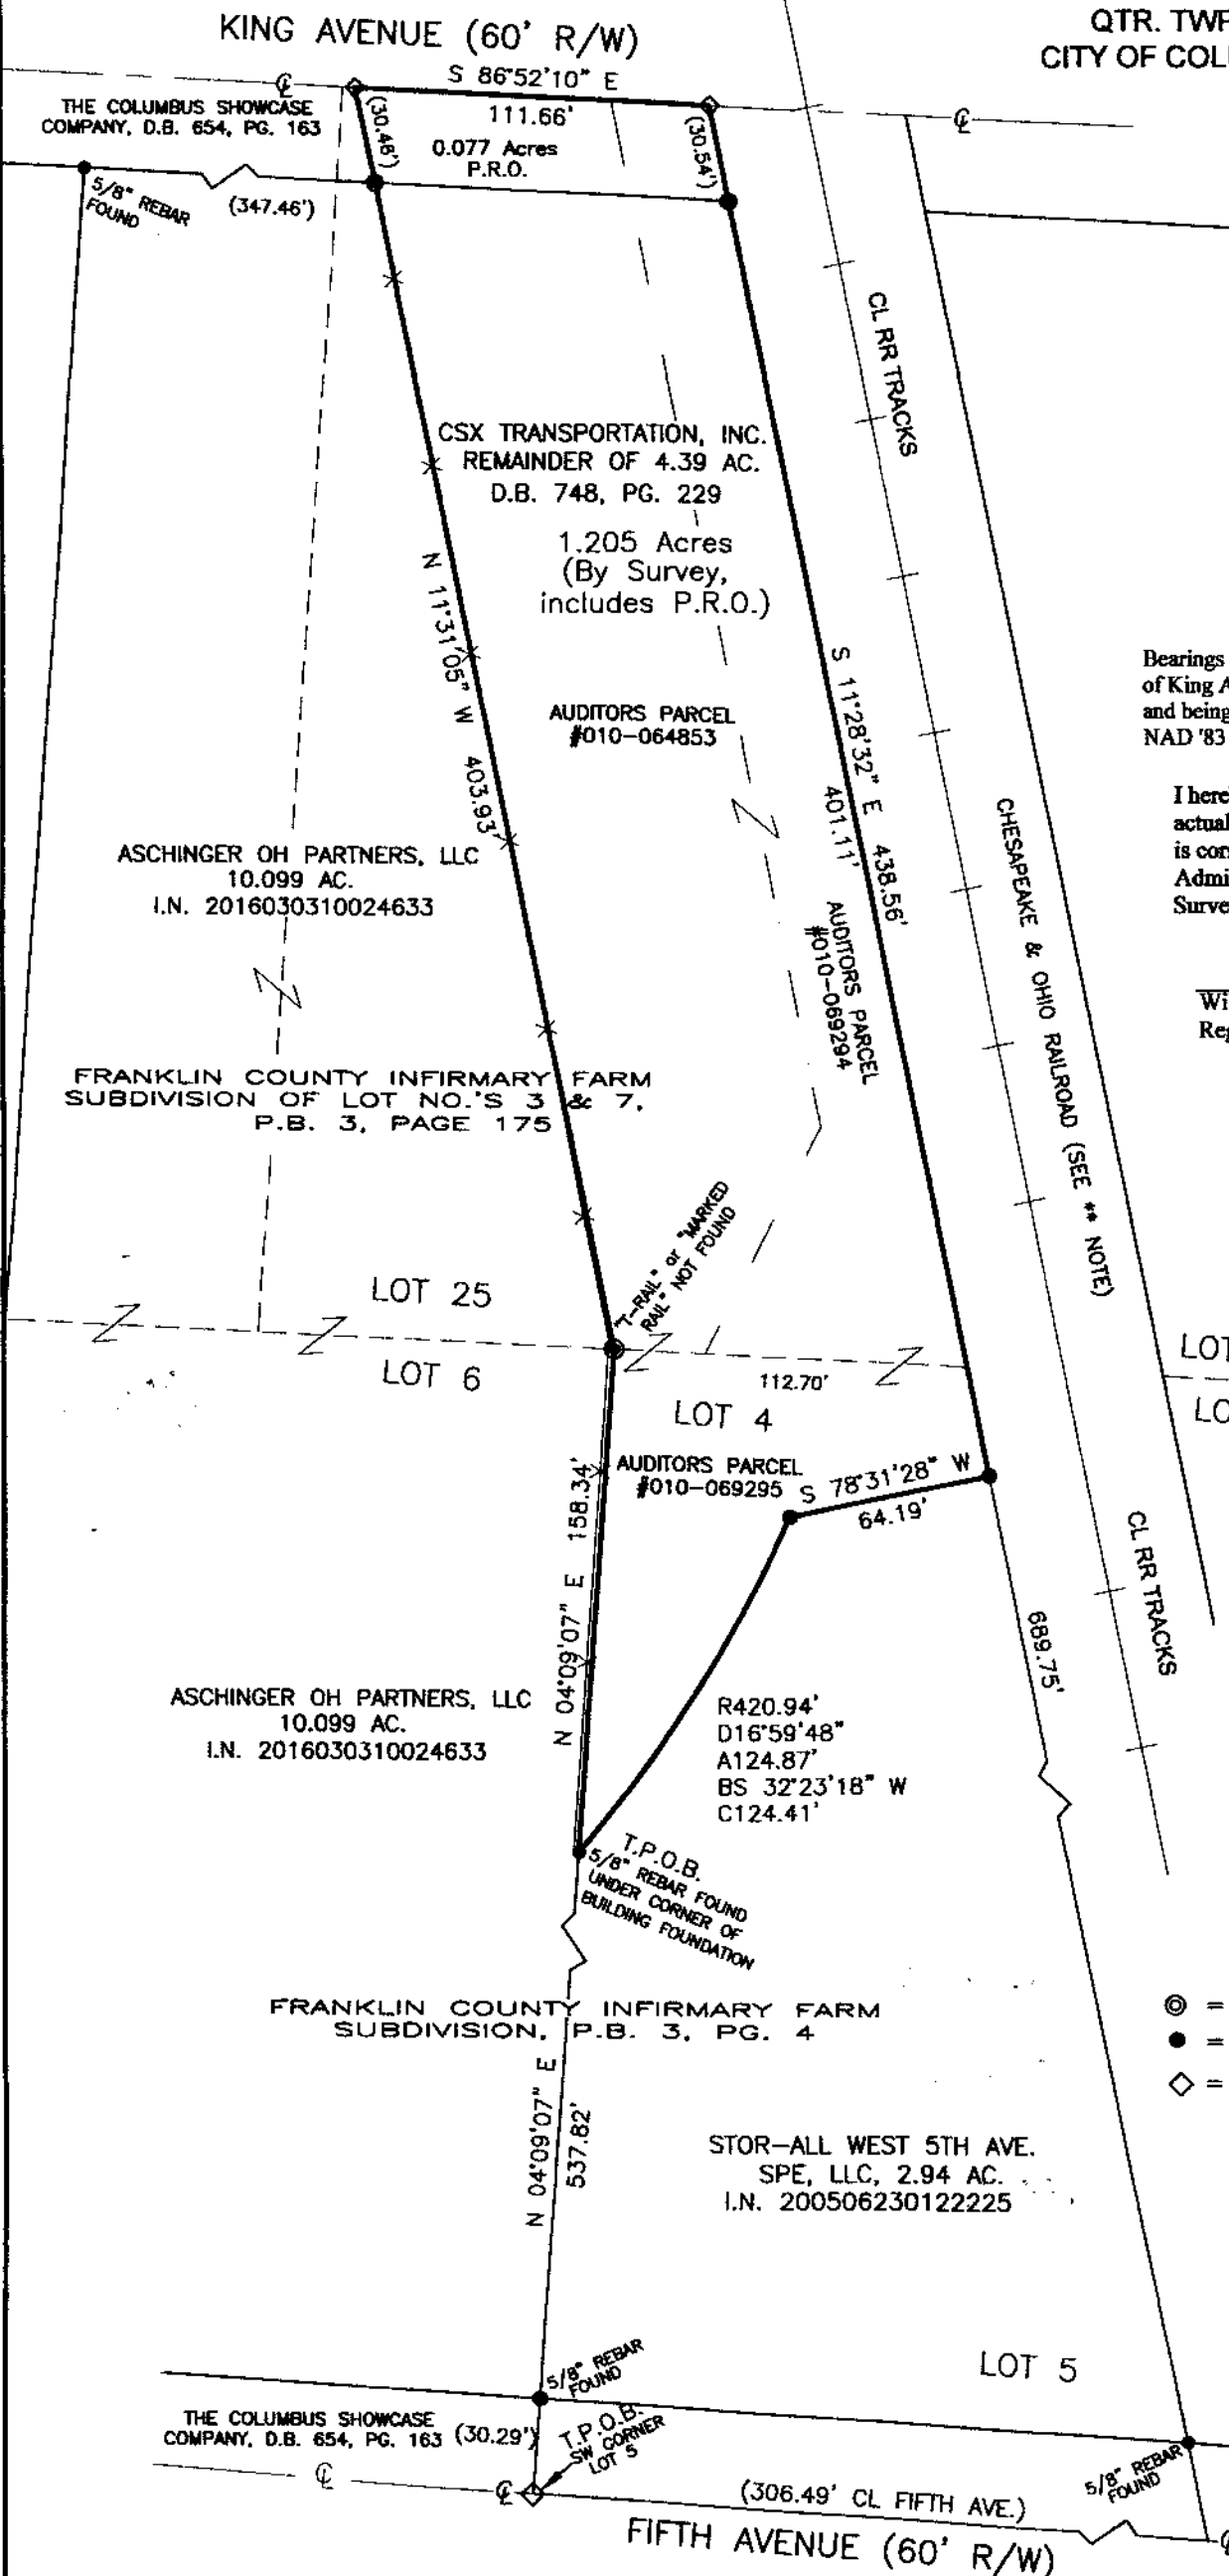 QTR. TWP
CITY OF COLU
KING AVENUE (60' R/W)
S 86°52'10" E
111.66'
(30.48')
(30.54')
0.077 Acres
P.R.O.
THE COLUMBUS SHOWCASE
COMPANY, D.B. 654, PG. 163
5/8" REBAR
FOUND
(347.46')
CL RR TRACKS
CSX TRANSPORTATION, INC.
REMAINDER OF 4.39 AC.
D.B. 748, PG. 229
1.205 Acres
(By Survey,
includes P.R.O.)
N 11°31'05" W 403.93'
S 11°28'32" E 438.56'
401.11'
AUDITORS PARCEL
#010-064853
AUDITORS PARCEL
#010-069294
Bearings
of King A
and being
NAD '83
I here
actual
is cor
Admi
Surve
Wi
Reg
CHESAPEAKE & OHIO RAILROAD (SEE ** NOTE)
ASCHINGER OH PARTNERS, LLC
10.099 AC.
I.N. 2016030310024633
FRANKLIN COUNTY INFIRMARY FARM
SUBDIVISION OF LOT NO.'S 3 & 7,
P.B. 3, PAGE 175
"T-RAIL" or "MARKED
RAIL" NOT FOUND
LOT 25
LOT 6
112.70'
LOT 4
LOT
LO
AUDITORS PARCEL
#010-069295
S 78°31'28" W
64.19'
N 04°09'07" E 158.34'
CL RR TRACKS
689.75'
ASCHINGER OH PARTNERS, LLC
10.099 AC.
I.N. 2016030310024633
R420.94'
D16°59'48"
A124.87'
BS 32°23'18" W
C124.41'
T.P.O.B.
5/8" REBAR FOUND
UNDER CORNER OF
BUILDING FOUNDATION
FRANKLIN COUNTY INFIRMARY FARM
SUBDIVISION, P.B. 3, PG. 4
=
=
=
N 04°09'07" E
537.82'
STOR-ALL WEST 5TH AVE.
SPE, LLC, 2.94 AC.
I.N. 200506230122225
LOT 5
5/8" REBAR
FOUND
THE COLUMBUS SHOWCASE
COMPANY, D.B. 654, PG. 163
(30.29')
T.P.O.B.
SW CORNER
LOT 5
5/8" REBAR
FOUND
(306.49' CL FIFTH AVE.)
FIFTH AVENUE (60' R/W)